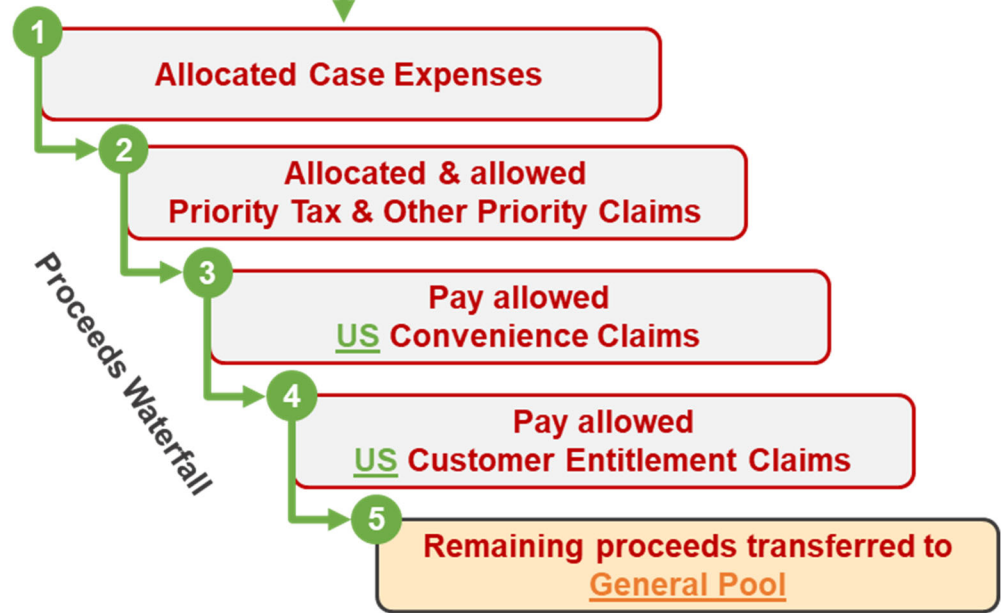 1
Allocated Case Expenses
2
Allocated & allowed
Priority Tax & Other Priority Claims
3
Pay allowed
US Convenience Claims
4
Pay allowed
US Customer Entitlement Claims
5
Remaining proceeds transferred to
General Pool
Proceeds Waterfall